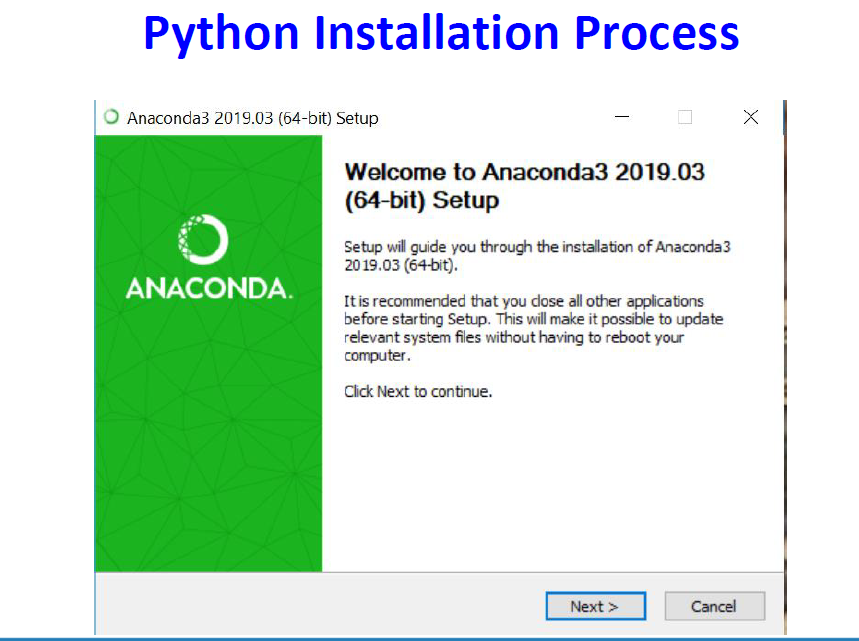 Python Installation Process
Anaconda3 2019.03 (64-bit) Setup
Welcome to Anaconda3 2019.03
(64-bit) Setup
ANACONDA.
Setup will guide you through the installation of Anaconda3
2019.03 (64-bit).
It is recommended that you close all other applications
before starting Setup. This will make it possible to update
relevant system files without having to reboot your
computer.
Click Next to continue.
Next >
Cancel